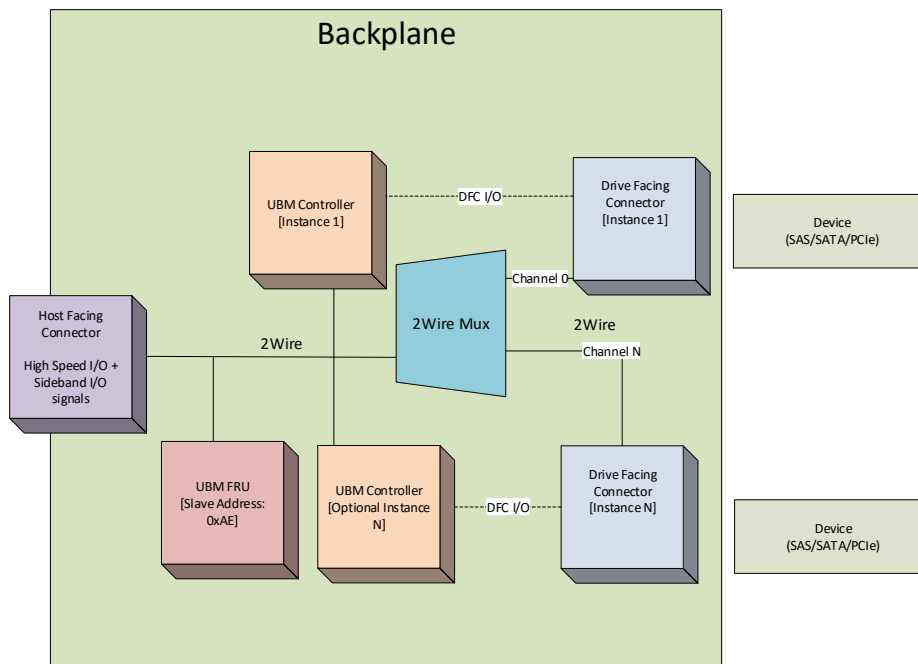 Backplane
UBM Controller
[Instance 1]
DFC I/O
Drive Facing
Connector
[Instance 1]
Device
(SAS/SATA/PCIe)
Channel 0
2Wire Mux
2Wire
Channel N
Host Facing
Connector
High Speed I/O +
Sideband I/O
signals
2Wire
UBM FRU
[Slave Address:
0xAE]
UBM Controller
[Optional Instance
N]
DFC I/O
Drive Facing
Connector
[Instance N]
Device
(SAS/SATA/PCIe)